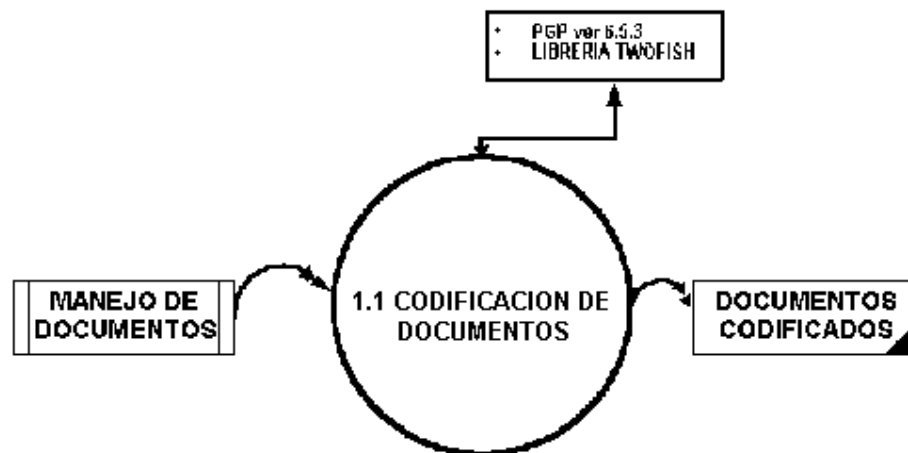 • PGP ver 6.5.3
• LIBRERIA TWOFISH
MANEJO DE
DOCUMENTOS
1.1 CODIFICACION DE
DOCUMENTOS
DOCUMENTOS
CODIFICADOS